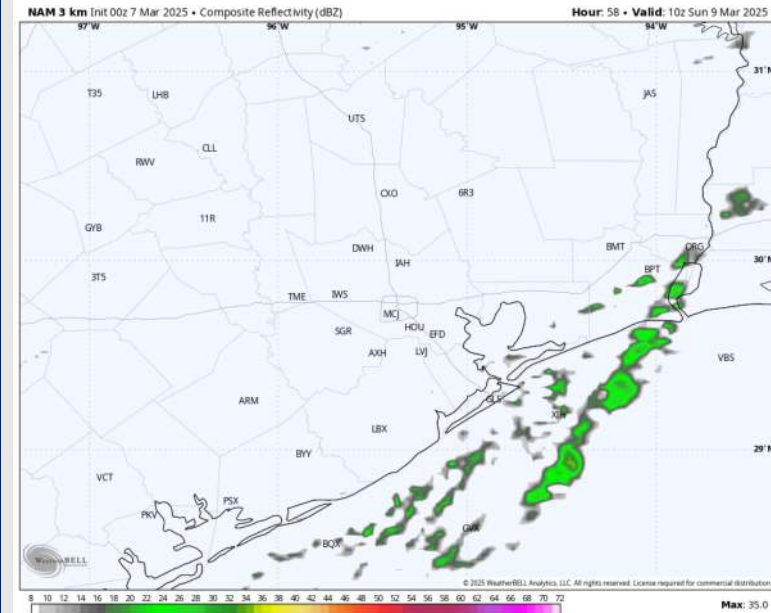 NAM 3 km Init 00z 7 Mar 2025 • Composite Reflectivity (dBZ) Hour: 58 • Valid: 10z Sun 9 Mar 2025
97°W 96°W 95°W 94°W
31°N
T35 LHB JAS
UTS
CLL
RWV
CXO 6R3
11R
GYB
DWH BMT ORG
30°N
IAH
BPT
3T5
TME IWS
MCJ
SGR HOU EFD
AXH LVJ VBS
ARM GLS
XIH
LBX
BYY 29°N
VCT
PSX
PKV
GVX
BQX
WeatherBELL
© 2025 WeatherBELL Analytics, LLC. All rights reserved. License required for commercial distribution.
8 10 12 14 16 18 20 22 24 26 28 30 32 34 36 38 40 42 44 46 48 50 52 54 56 58 60 62 64 66 68 70 72
Max: 35.0